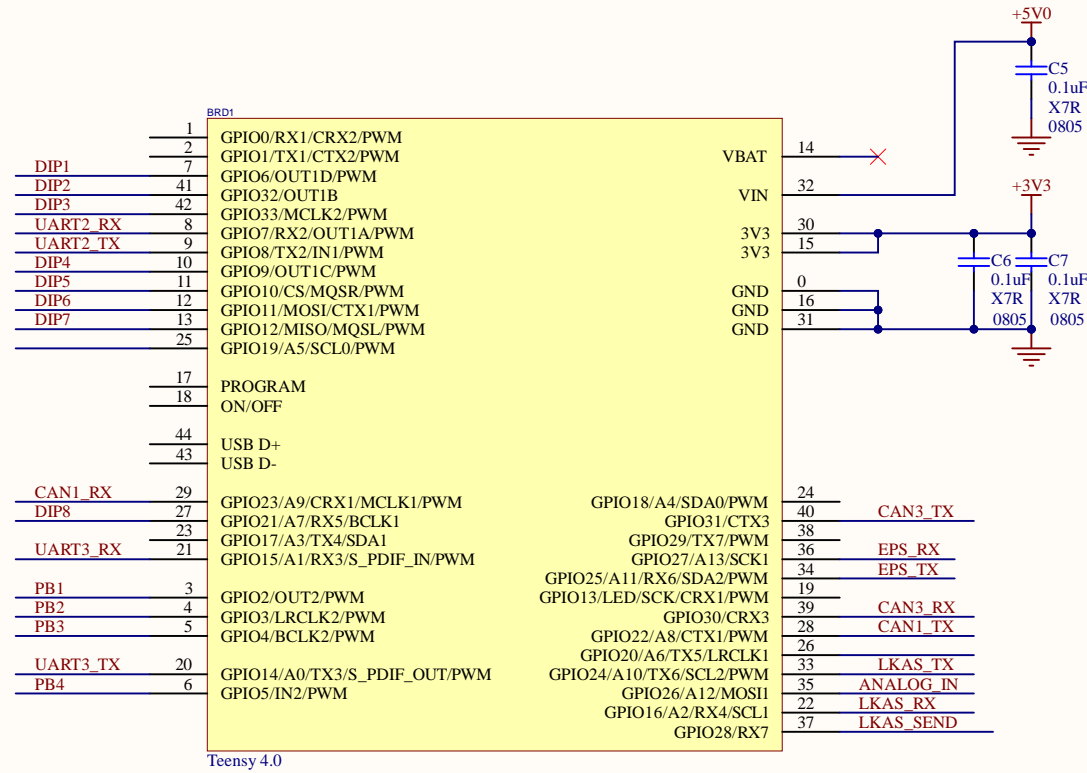 +5V0
C5
0.1uF
X7R
0805
BRD1
1 GPIO0/RX1/CRX2/PWM
2 GPIO1/TX1/CTX2/PWM
DIP1 7 GPIO6/OUT1D/PWM
DIP2 41 GPIO32/OUT1B
DIP3 42 GPIO33/MCLK2/PWM
UART2_RX 8 GPIO7/RX2/OUT1A/PWM
UART2_TX 9 GPIO8/TX2/IN1/PWM
DIP4 10 GPIO9/OUT1C/PWM
DIP5 11 GPIO10/CS/MQSR/PWM
DIP6 12 GPIO11/MOSI/CTX1/PWM
DIP7 13 GPIO12/MISO/MQSL/PWM
25 GPIO19/A5/SCL0/PWM
17 PROGRAM
18 ON/OFF
44 USB D+
43 USB D-
CAN1_RX 29 GPIO23/A9/CRX1/MCLK1/PWM
DIP8 27 GPIO21/A7/RX5/BCLK1
23 GPIO17/A3/TX4/SDA1
UART3_RX 21 GPIO15/A1/RX3/S_PDIF_IN/PWM
PB1 3 GPIO2/OUT2/PWM
PB2 4 GPIO3/LRCLK2/PWM
PB3 5 GPIO4/BCLK2/PWM
UART3_TX 20 GPIO14/A0/TX3/S_PDIF_OUT/PWM
PB4 6 GPIO5/IN2/PWM
VBAT 14
VIN 32
3V3 30
3V3 15
GND 0
GND 16
GND 31
+3V3
C6 C7
0.1uF 0.1uF
X7R X7R
0805 0805
GPIO18/A4/SDA0/PWM 24
GPIO31/CTX3 40 CAN3_TX
GPIO29/TX7/PWM 38
GPIO27/A13/SCK1 36 EPS_RX
GPIO25/A11/RX6/SDA2/PWM 34 EPS_TX
GPIO13/LED/SCK/CRX1/PWM 19
GPIO30/CRX3 39 CAN3_RX
GPIO22/A8/CTX1/PWM 28 CAN1_TX
GPIO20/A6/TX5/LRCLK1 26
GPIO24/A10/TX6/SCL2/PWM 33 LKAS_TX
GPIO26/A12/MOSI1 35 ANALOG_IN
GPIO16/A2/RX4/SCL1 22 LKAS_RX
GPIO28/RX7 37 LKAS_SEND
Teensy 4.0